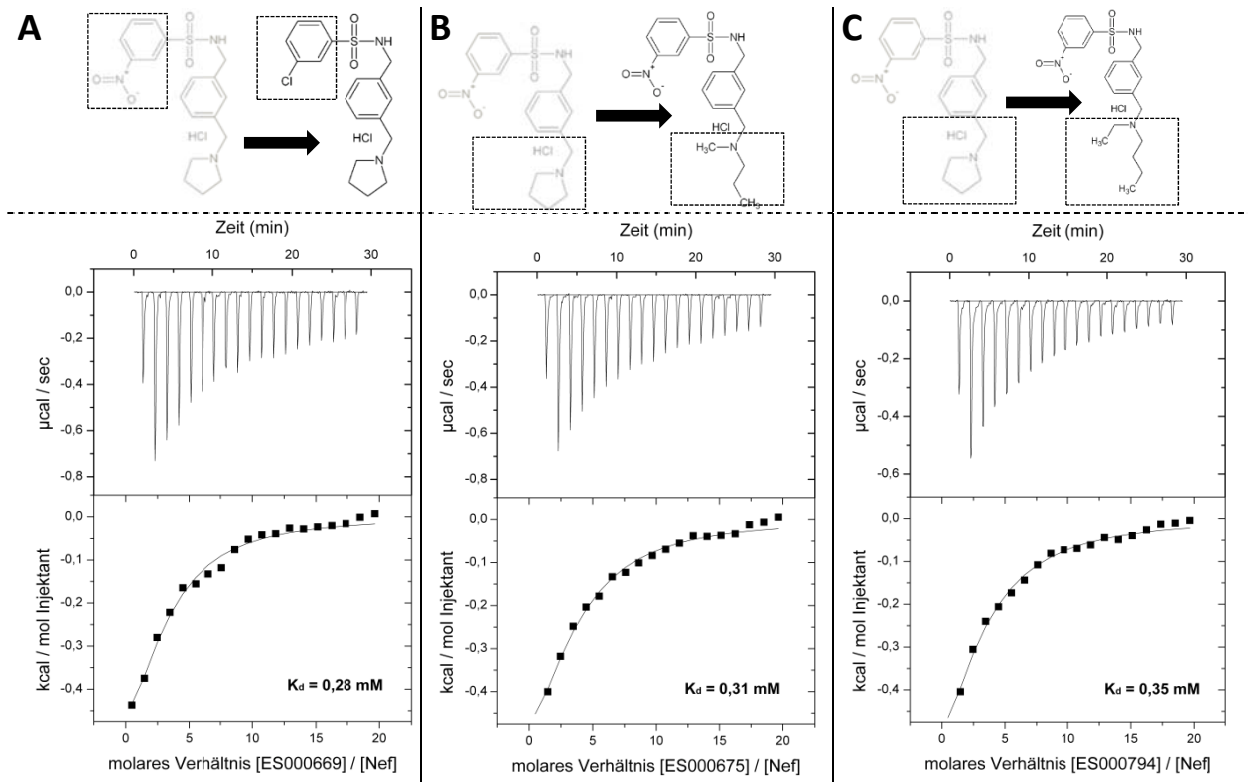 A
O
S
NH
O
N+
O
O-
HCl
N
O
S
NH
O
Cl
HCl
N
Zeit (min)
0 10 20 30
0,0
-0,2
-0,4
-0,6
-0,8
µcal / sec
0,0
-0,1
-0,2
-0,3
-0,4
kcal / mol Injektant
Kd = 0,28 mM
0 5 10 15 20
molares Verhältnis [ES000669] / [Nef]
B
O
S
NH
O
N+
O
O-
HCl
N
O
S
NH
O
N+
O
O-
HCl
H3C
N
CH3
Zeit (min)
0 10 20 30
0,0
-0,2
-0,4
-0,6
-0,8
µcal / sec
0,0
-0,1
-0,2
-0,3
-0,4
kcal / mol Injektant
Kd = 0,31 mM
0 5 10 15 20
molares Verhältnis [ES000675] / [Nef]
C
O
S
NH
O
N+
O
O-
HCl
N
O
S
NH
O
N+
O
O-
HCl
H3C
N
H3C
Zeit (min)
0 10 20 30
0,0
-0,2
-0,4
-0,6
µcal / sec
0,0
-0,1
-0,2
-0,3
-0,4
kcal / mol Injektant
Kd = 0,35 mM
0 5 10 15 20
molares Verhältnis [ES000794] / [Nef]